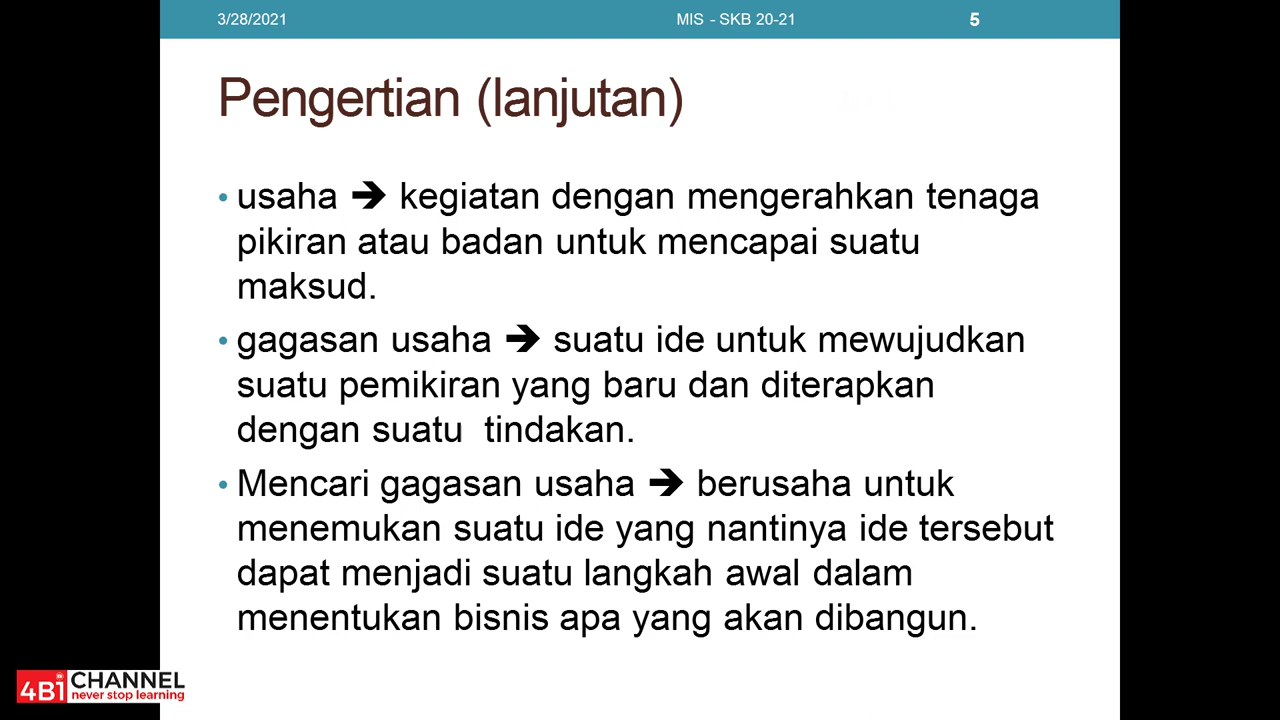 3/28/2021 MIS - SKB 20-21 5
Pengertian (lanjutan)
• usaha ➔ kegiatan dengan mengerahkan tenaga
pikiran atau badan untuk mencapai suatu
maksud.
• gagasan usaha ➔ suatu ide untuk mewujudkan
suatu pemikiran yang baru dan diterapkan
dengan suatu  tindakan.
• Mencari gagasan usaha ➔ berusaha untuk
menemukan suatu ide yang nantinya ide tersebut
dapat menjadi suatu langkah awal dalam
menentukan bisnis apa yang akan dibangun.
4Bi CHANNEL
never stop learning